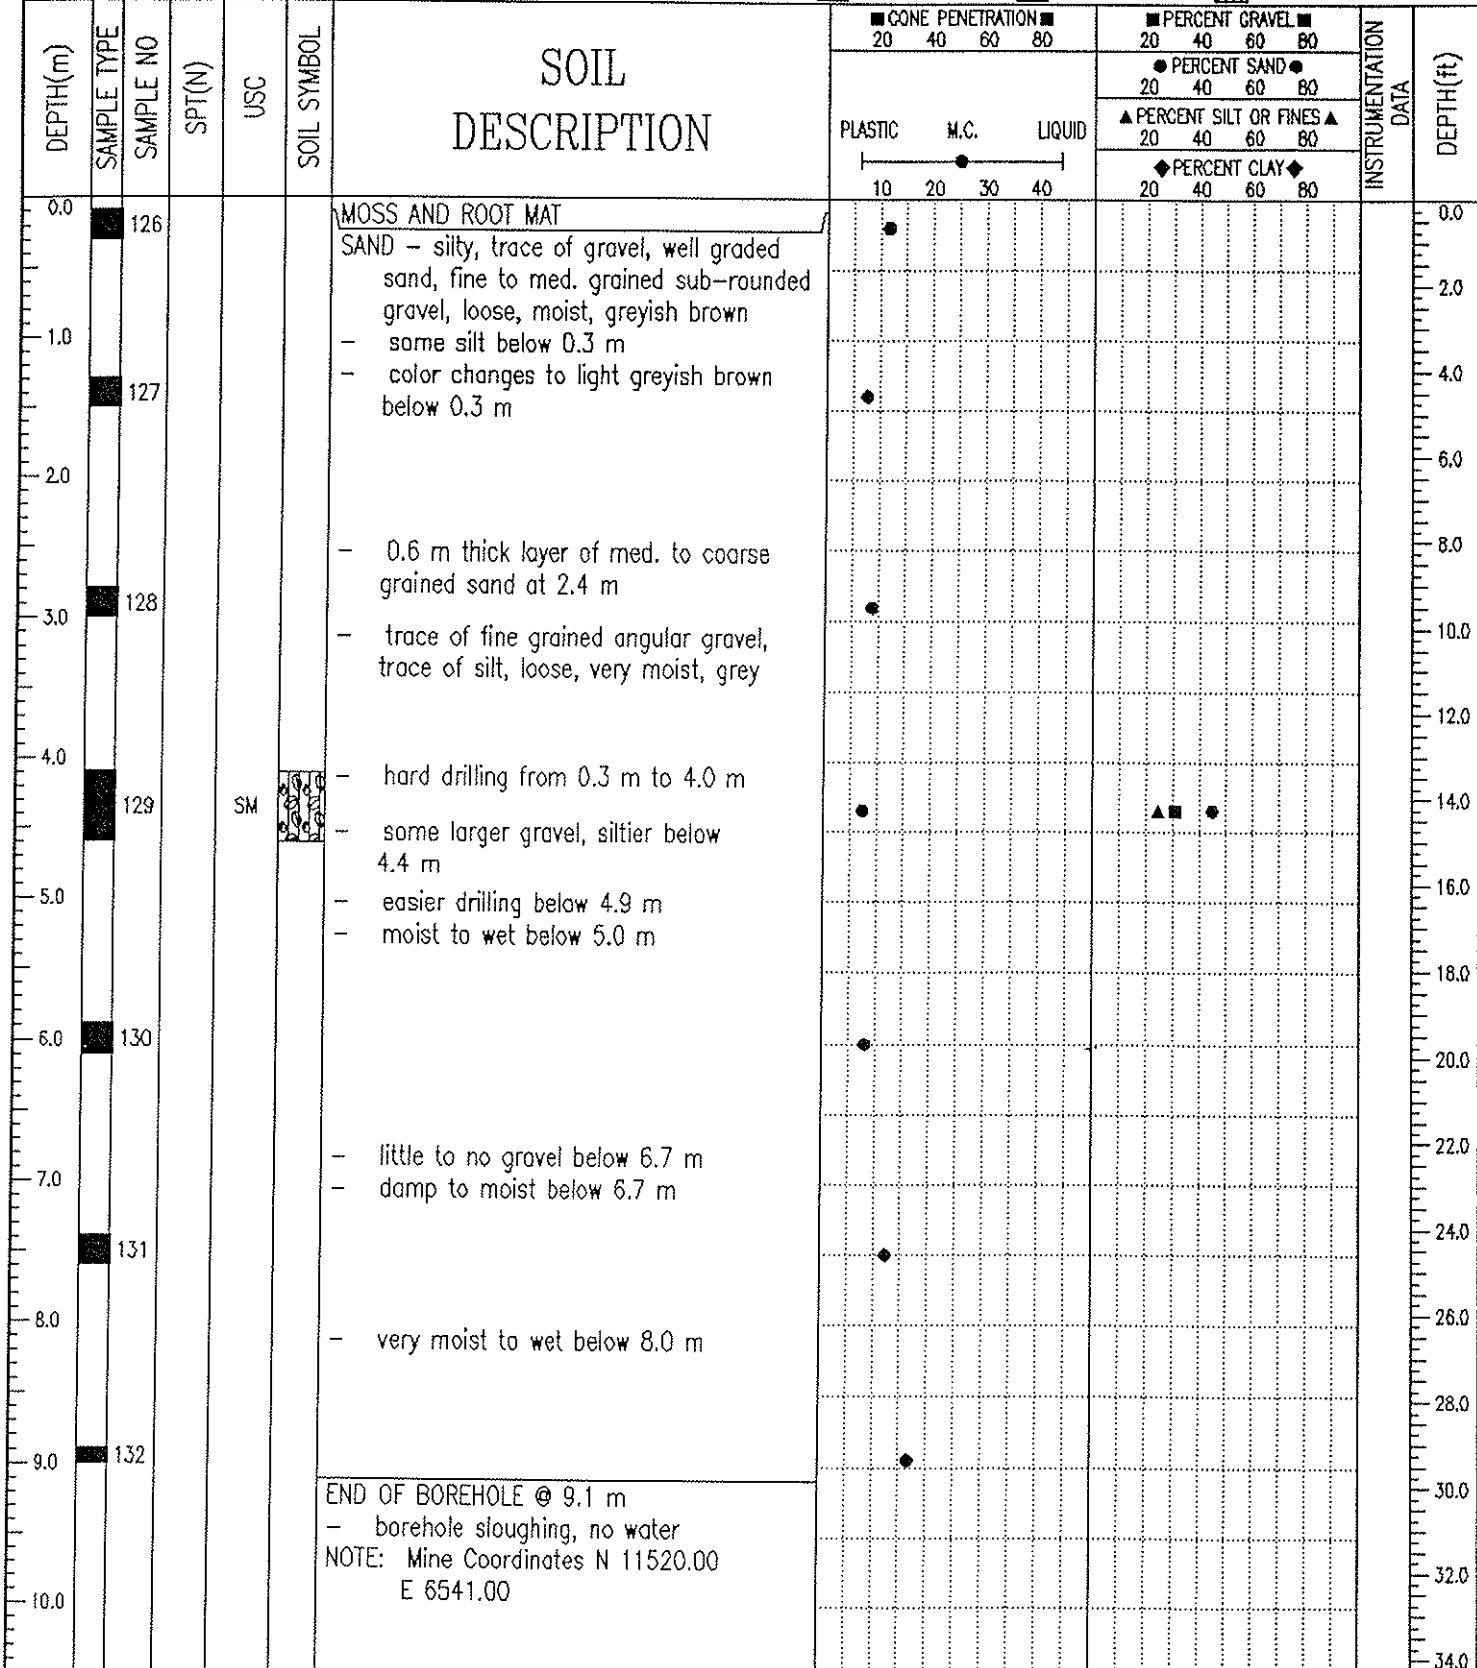 DEPTH(m)
SAMPLE TYPE
SAMPLE NO
SPT(N)
USC
SOIL SYMBOL
SOIL
DESCRIPTION
■ CONE PENETRATION ■
20 40 60 80
PLASTIC M.C. LIQUID
10 20 30 40
■ PERCENT GRAVEL ■
20 40 60 80
● PERCENT SAND ●
20 40 60 80
▲ PERCENT SILT OR FINES ▲
20 40 60 80
◆ PERCENT CLAY ◆
20 40 60 80
INSTRUMENTATION
DATA
DEPTH(ft)
0.0
1.0
2.0
3.0
4.0
5.0
6.0
7.0
8.0
9.0
10.0
126
127
128
129
130
131
132
SM
MOSS AND ROOT MAT
SAND – silty, trace of gravel, well graded
sand, fine to med. grained sub-rounded
gravel, loose, moist, greyish brown
– some silt below 0.3 m
– color changes to light greyish brown
below 0.3 m
– 0.6 m thick layer of med. to coarse
grained sand at 2.4 m
– trace of fine grained angular gravel,
trace of silt, loose, very moist, grey
– hard drilling from 0.3 m to 4.0 m
– some larger gravel, siltier below
4.4 m
– easier drilling below 4.9 m
– moist to wet below 5.0 m
– little to no gravel below 6.7 m
– damp to moist below 6.7 m
– very moist to wet below 8.0 m
END OF BOREHOLE @ 9.1 m
– borehole sloughing, no water
NOTE: Mine Coordinates N 11520.00
E 6541.00
0.0
2.0
4.0
6.0
8.0
10.0
12.0
14.0
16.0
18.0
20.0
22.0
24.0
26.0
28.0
30.0
32.0
34.0